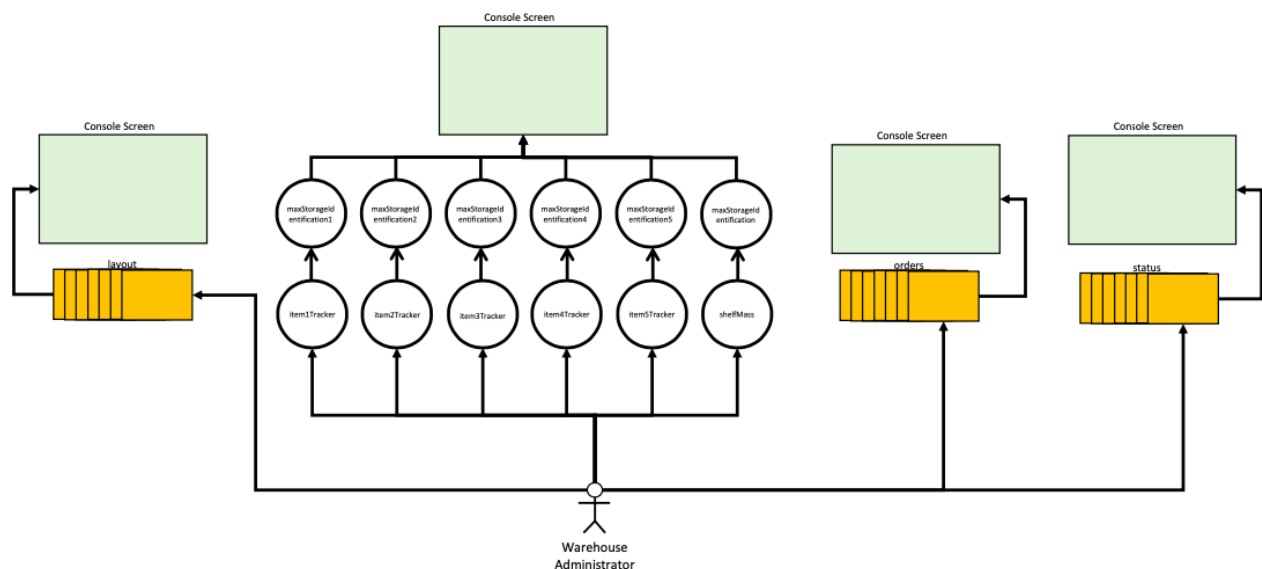 Console Screen
Console Screen
Console Screen
Console Screen
maxStorageId
entification1
maxStorageId
entification2
maxStorageId
entification3
maxStorageId
entification4
maxStorageId
entification5
maxStorageId
entification
layout
orders
status
item1Tracker
item2Tracker
item3Tracker
item4Tracker
item5Tracker
shelfMass
Warehouse
Administrator